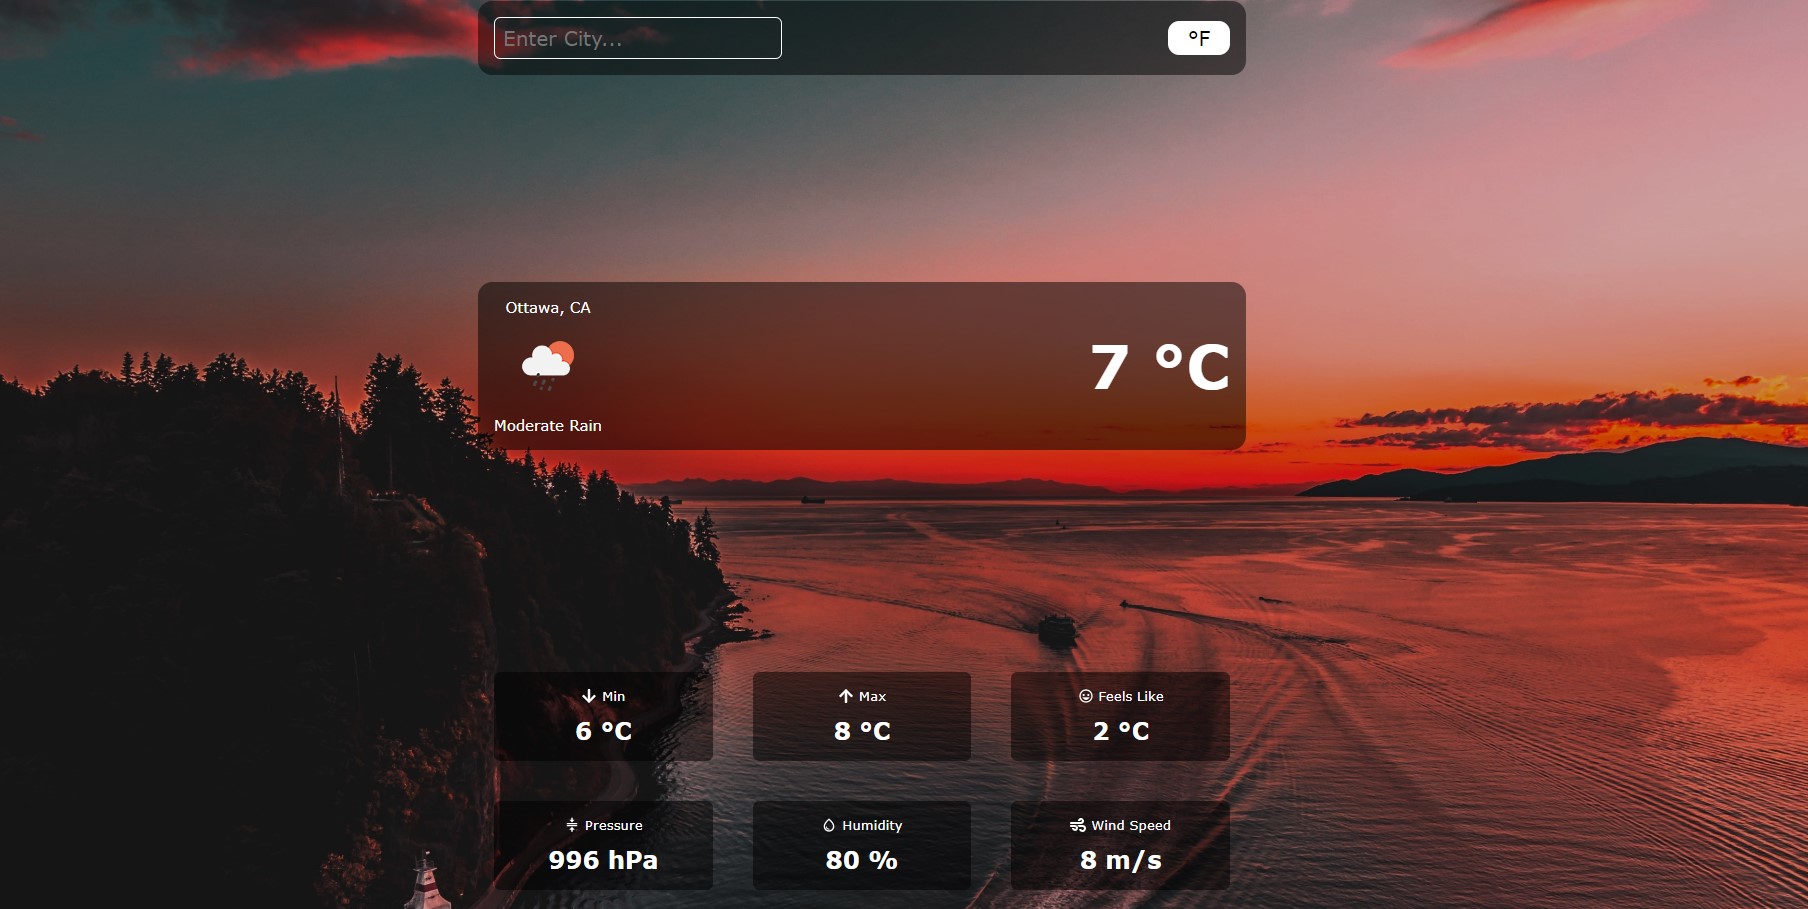 Enter City...
°F
Ottawa, CA
7 °C
Moderate Rain
Min
6 °C
Max
8 °C
Feels Like
2 °C
Pressure
996 hPa
Humidity
80 %
Wind Speed
8 m/s